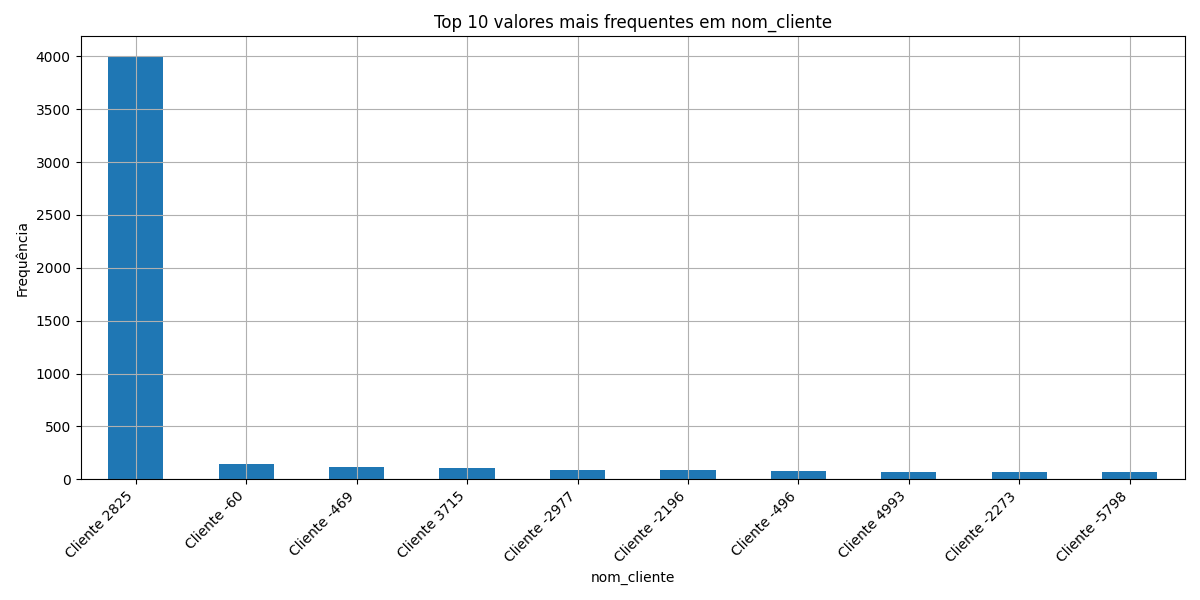 Top 10 valores mais frequentes em nom_cliente
Frequência
4000
3500
3000
2500
2000
1500
1000
500
0
Cliente 2825
Cliente -60
Cliente -469
Cliente 3715
Cliente -2977
Cliente -2196
Cliente -496
Cliente 4993
Cliente -2273
Cliente -5798
nom_cliente